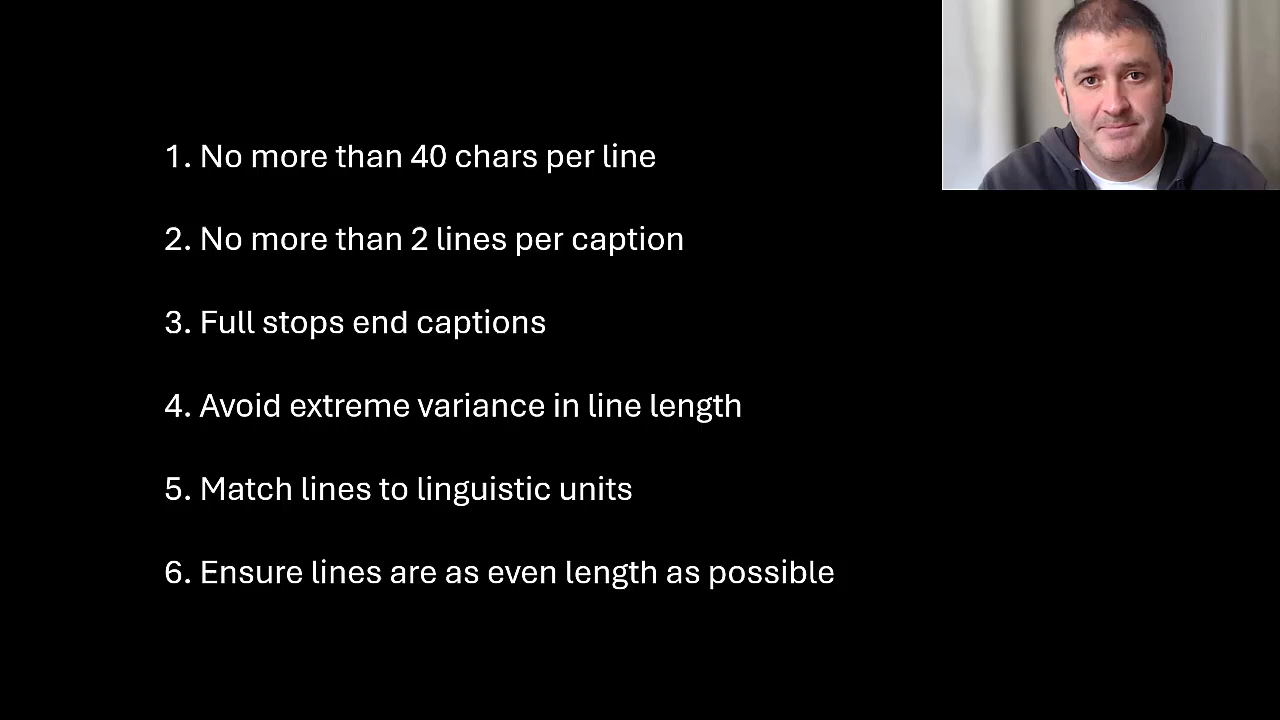 1. No more than 40 chars per line
2. No more than 2 lines per caption
3. Full stops end captions
4. Avoid extreme variance in line length
5. Match lines to linguistic units
6. Ensure lines are as even length as possible